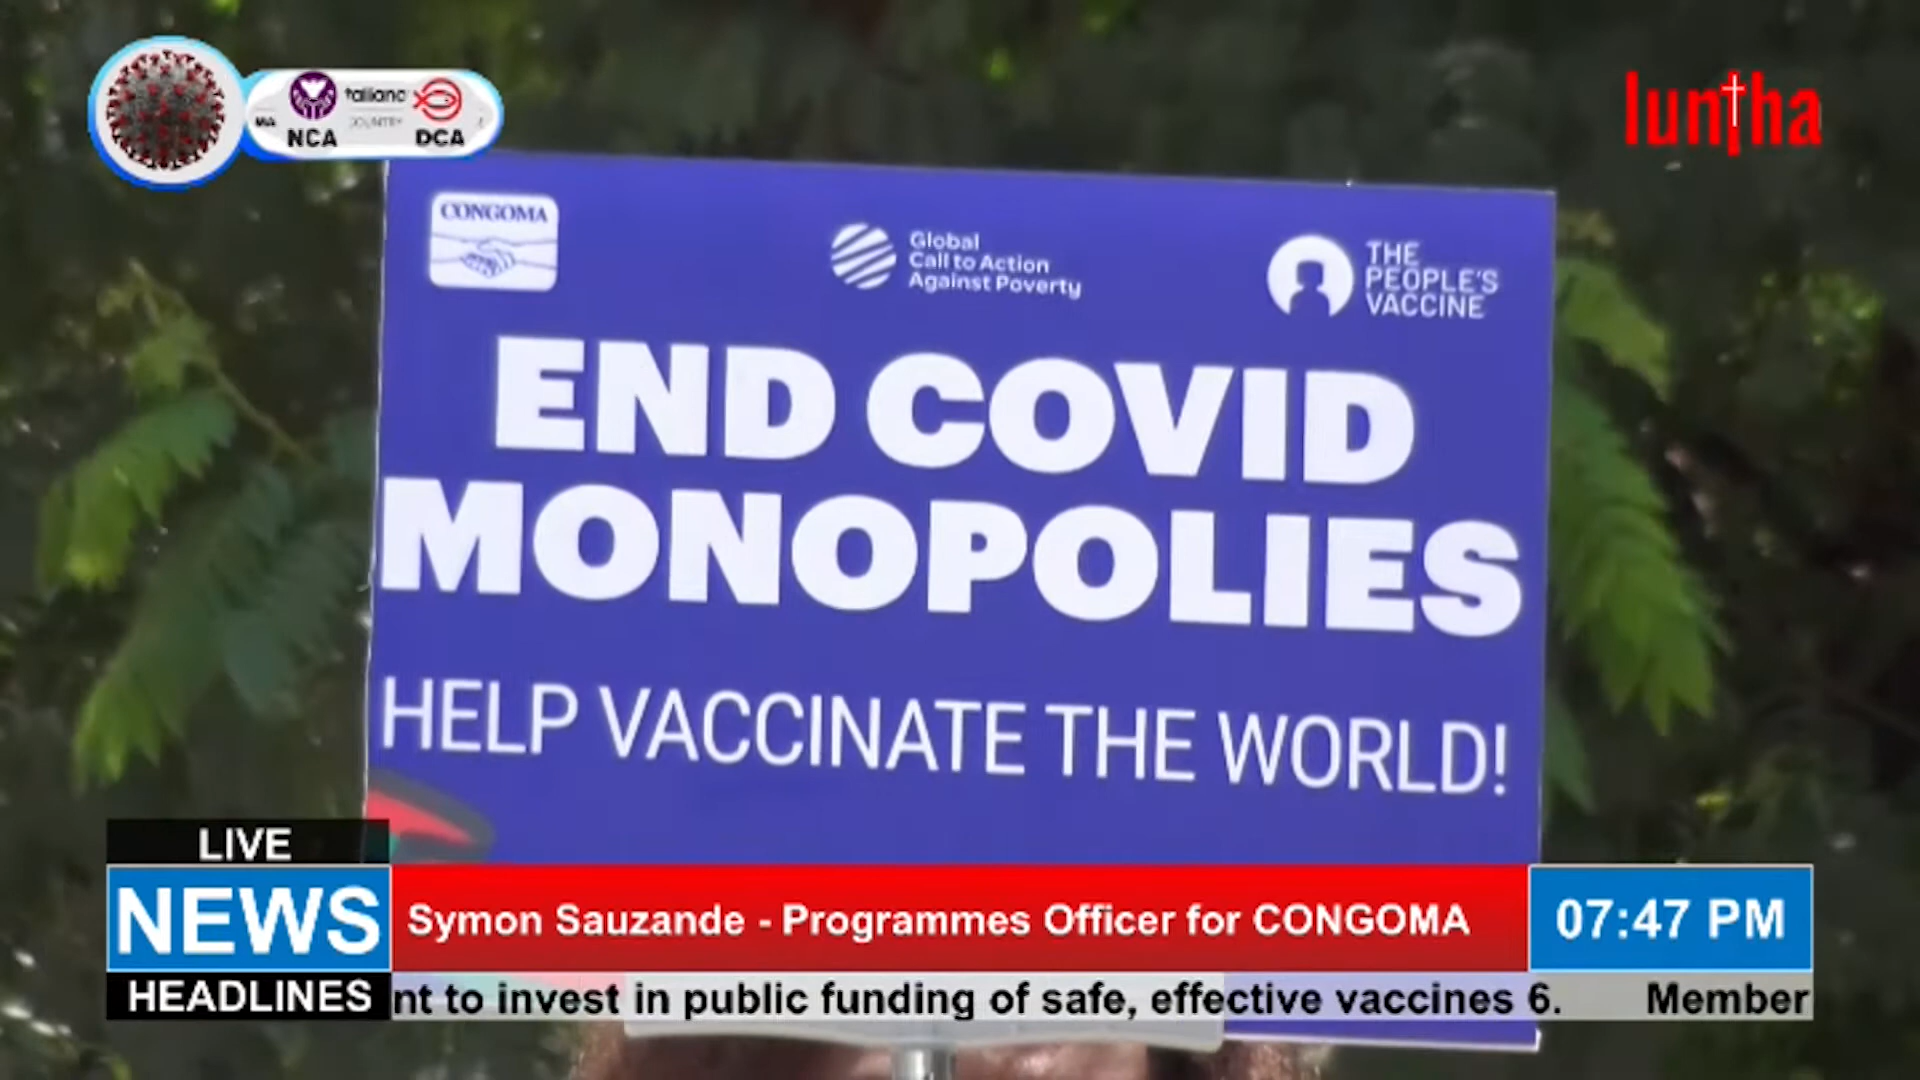 NCA
DCA
luntha
CONGOMA
Global
Call to Action
Against Poverty
THE
PEOPLE'S
VACCINE
END COVID
MONOPOLIES
HELP VACCINATE THE WORLD!
LIVE
NEWS
Symon Sauzande - Programmes Officer for CONGOMA
07:47 PM
HEADLINES
nt to invest in public funding of safe, effective vaccines 6. Member